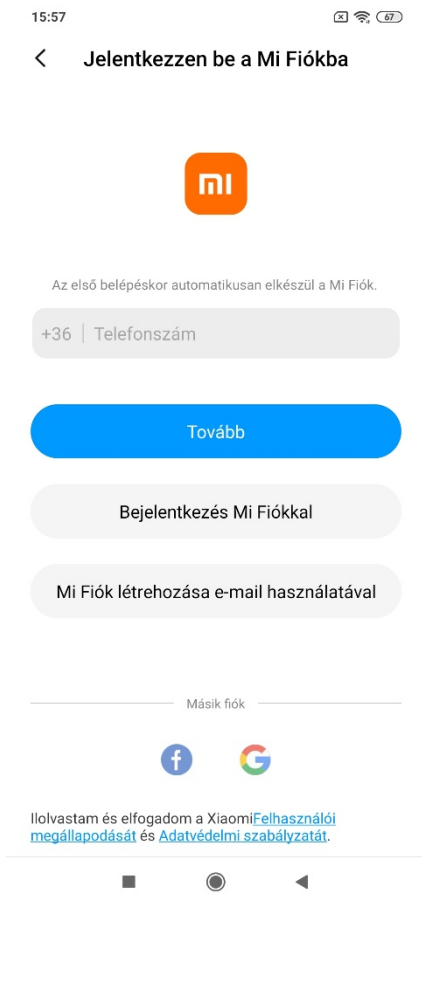 15:57
67
Jelentkezzen be a Mi Fiókba
Az első belépéskor automatikusan elkészül a Mi Fiók.
+36 Telefonszám
Tovább
Bejelentkezés Mi Fiókkal
Mi Fiók létrehozása e-mail használatával
Másik fiók
Ilolvastam és elfogadom a XiaomiFelhasználói
megállapodását és Adatvédelmi szabályzatát.